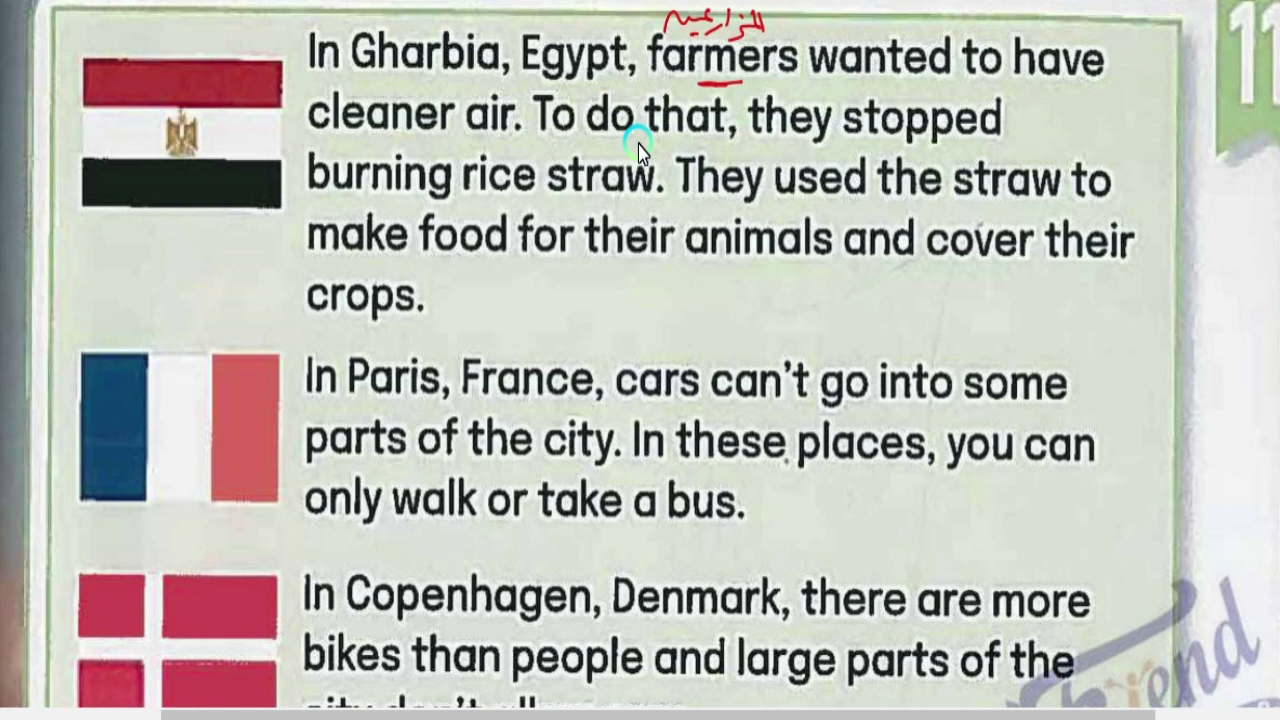 المزارعين
In Gharbia, Egypt, farmers wanted to have
cleaner air. To do that, they stopped
burning rice straw. They used the straw to
make food for their animals and cover their
crops.
In Paris, France, cars can't go into some
parts of the city. In these places, you can
only walk or take a bus.
In Copenhagen, Denmark, there are more
bikes than people and large parts of the
11